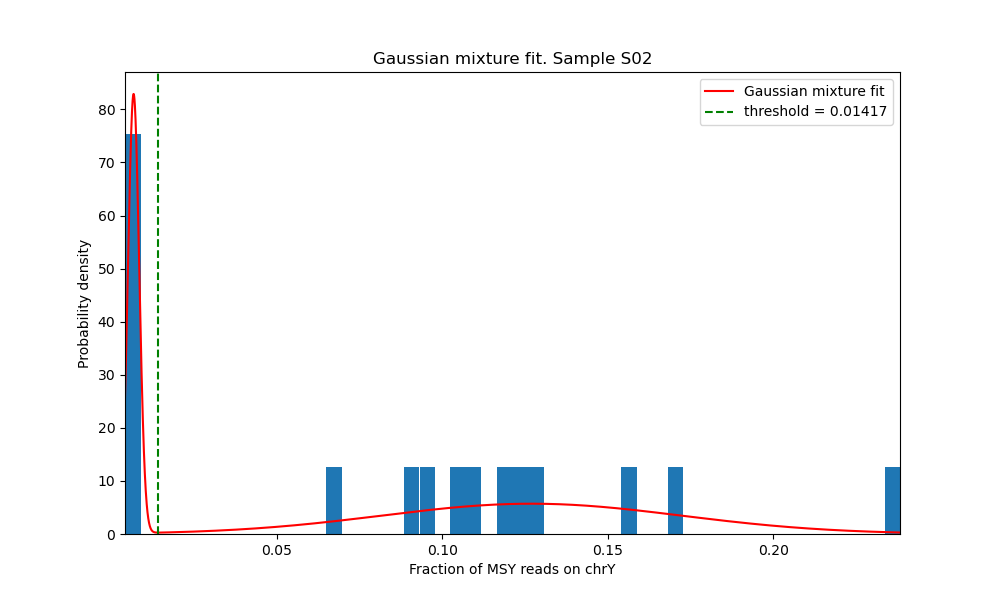 Gaussian mixture fit. Sample S02
Gaussian mixture fit
threshold = 0.01417
Probability density
80
70
60
50
40
30
20
10
0
0.05
0.10
0.15
0.20
Fraction of MSY reads on chrY